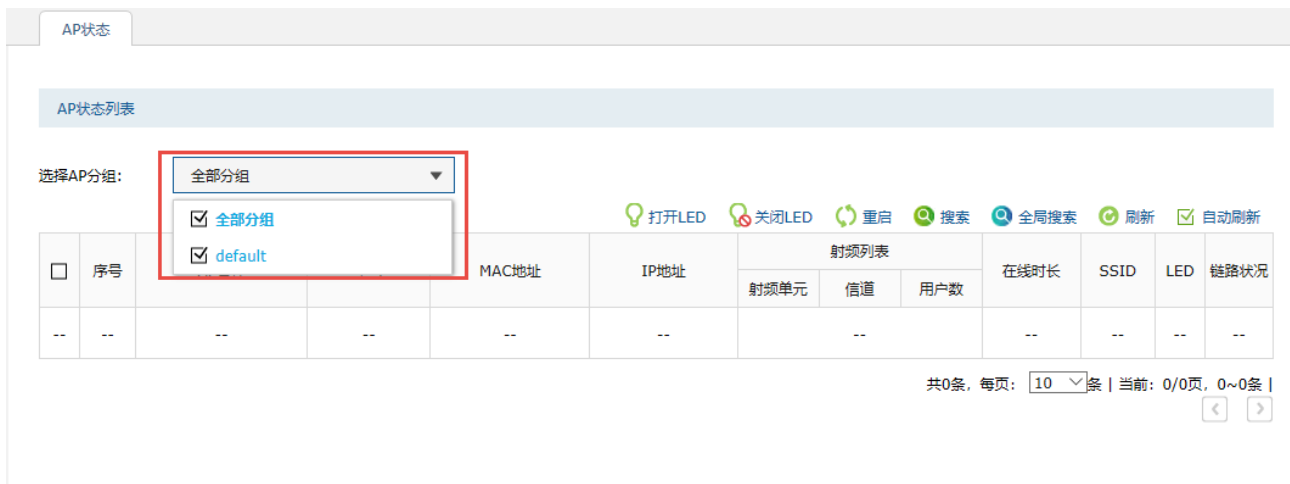 AP状态
AP状态列表
选择AP分组: 全部分组
全部分组
default
打开LED 关闭LED 重启 搜索 全局搜索 刷新 自动刷新
序号 MAC地址 IP地址 射频列表 在线时长 SSID LED 链路状况
射频单元 信道 用户数
-- -- -- -- -- -- -- -- -- -- --
共0条, 每页: 10 条 | 当前: 0/0页, 0~0条 |